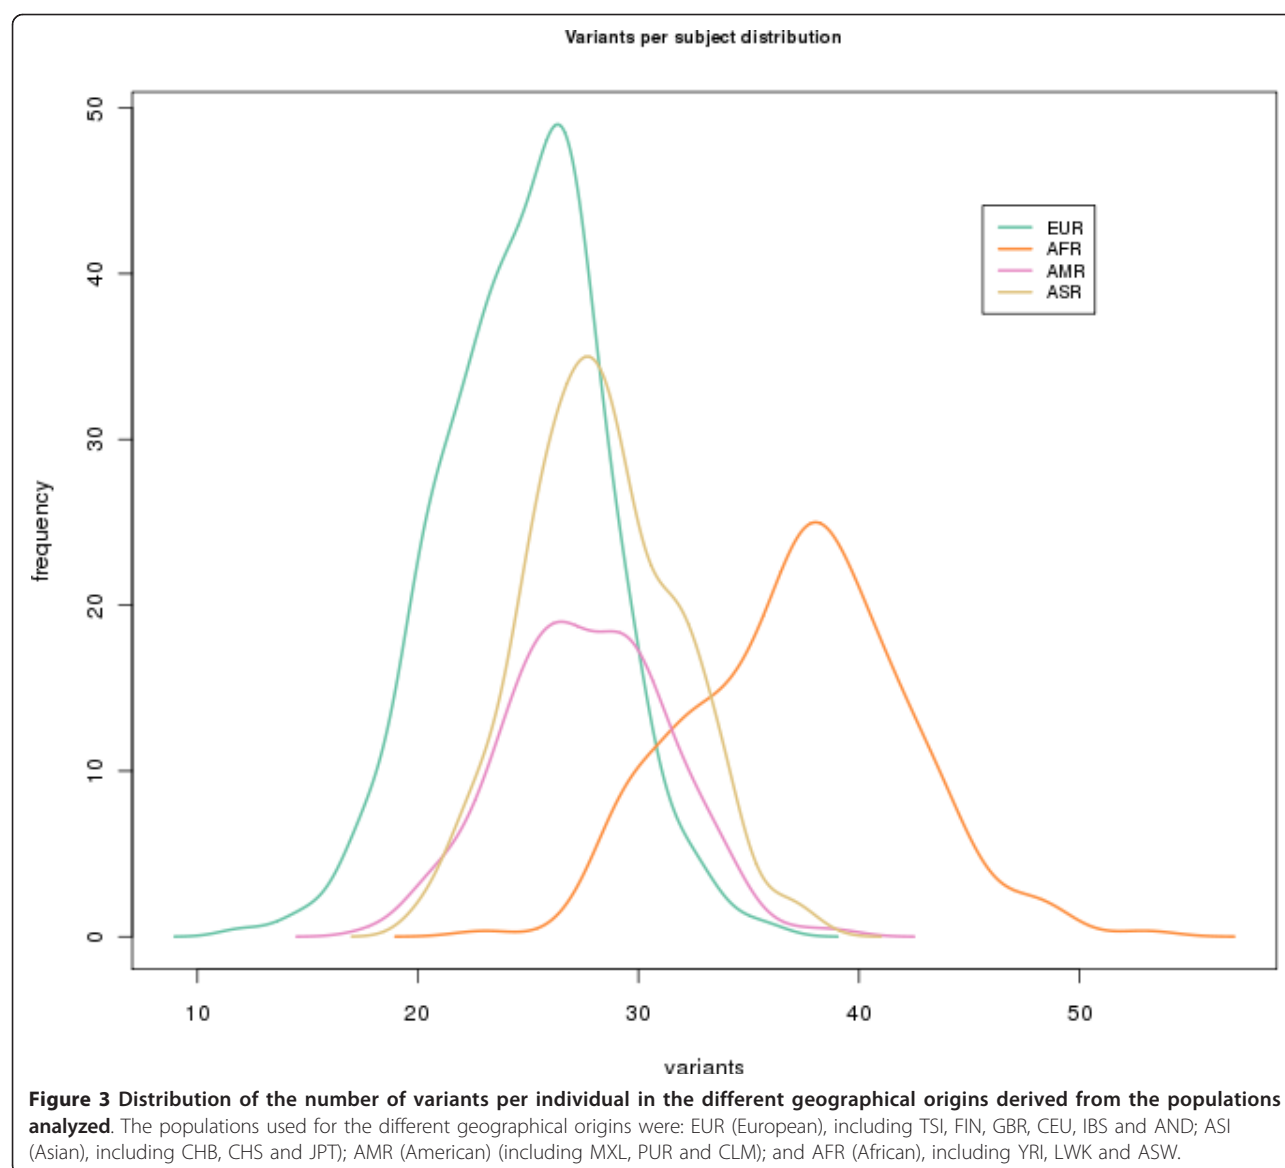 Variants per subject distribution
50
40
30
20
10
0
frequency
EUR
AFR
AMR
ASR
10 20 30 40 50
variants
Figure 3 Distribution of the number of variants per individual in the different geographical origins derived from the populations
analyzed. The populations used for the different geographical origins were: EUR (European), including TSI, FIN, GBR, CEU, IBS and AND; ASI
(Asian), including CHB, CHS and JPT); AMR (American) (including MXL, PUR and CLM); and AFR (African), including YRI, LWK and ASW.